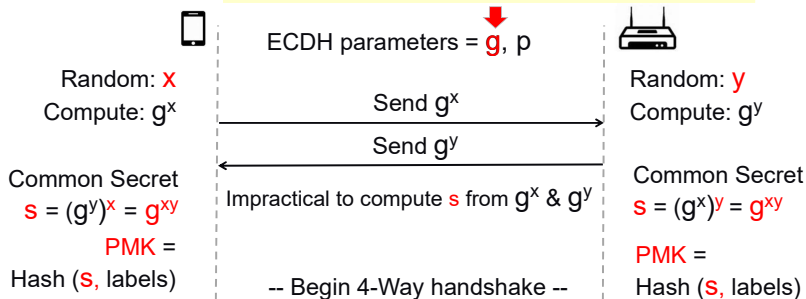 ECDH parameters = g, p
Random: x
Compute: gˣ
Random: y
Compute: gʸ
Send gˣ
Send gʸ
Common Secret
s = (gʸ)ˣ = gˣʸ
PMK =
Hash (s, labels)
Impractical to compute s from gˣ & gʸ
Common Secret
s = (gˣ)ʸ = gˣʸ
PMK =
Hash (s, labels)
-- Begin 4-Way handshake --